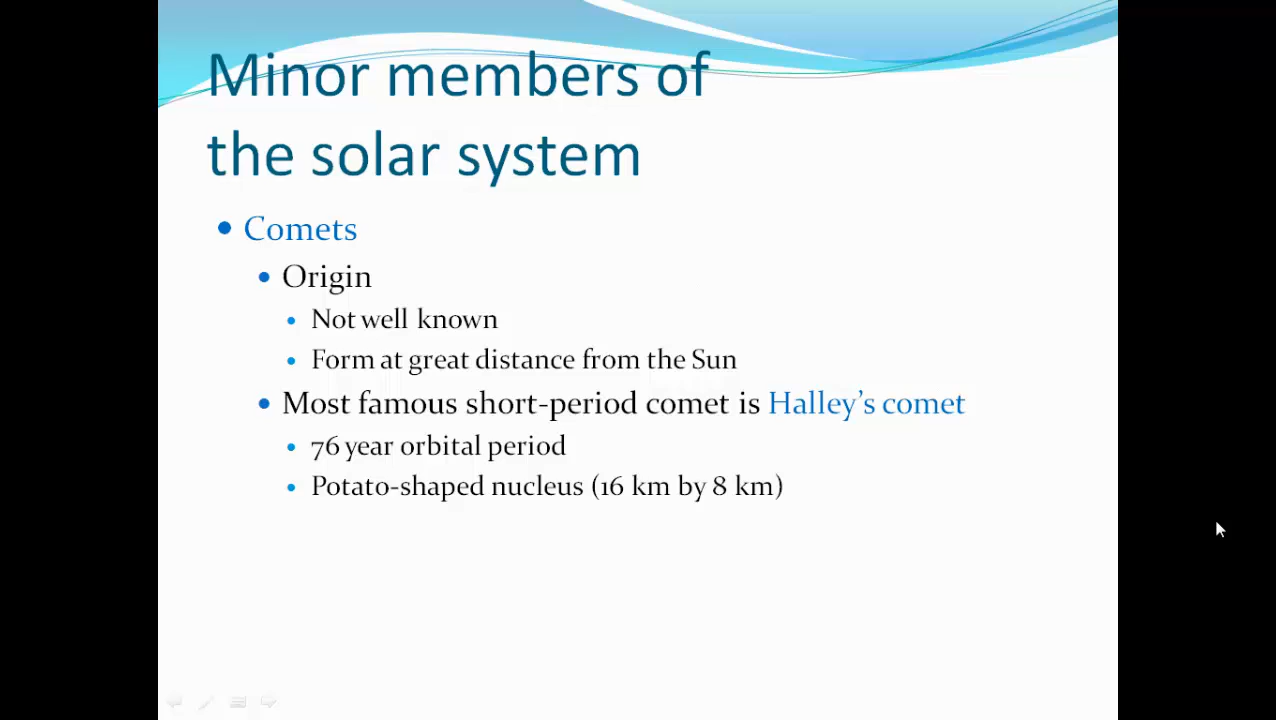 Minor members of
the solar system
Comets
Origin
Not well known
Form at great distance from the Sun
Most famous short-period comet is Halley's comet
76 year orbital period
Potato-shaped nucleus (16 km by 8 km)